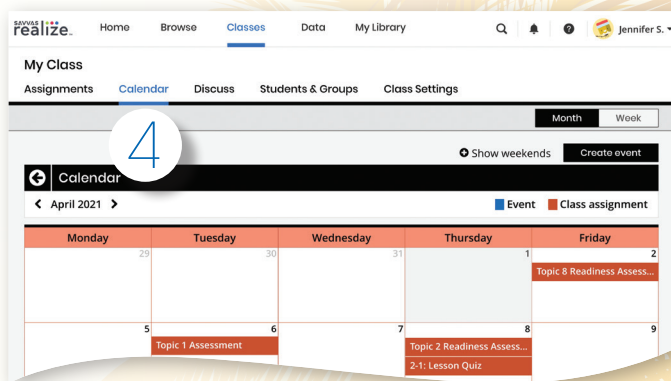 SAVVAS
realize. Home Browse Classes Data My Library Jennifer S.
My Class
Assignments Calendar Discuss Students & Groups Class Settings
Month Week
4
Show weekends Create event
Calendar
April 2021 Event Class assignment
Monday Tuesday Wednesday Thursday Friday
29 30 31 1 2
Topic 8 Readiness Assess...
5 6 7 8 9
Topic 1 Assessment Topic 2 Readiness Assess...
2-1: Lesson Quiz